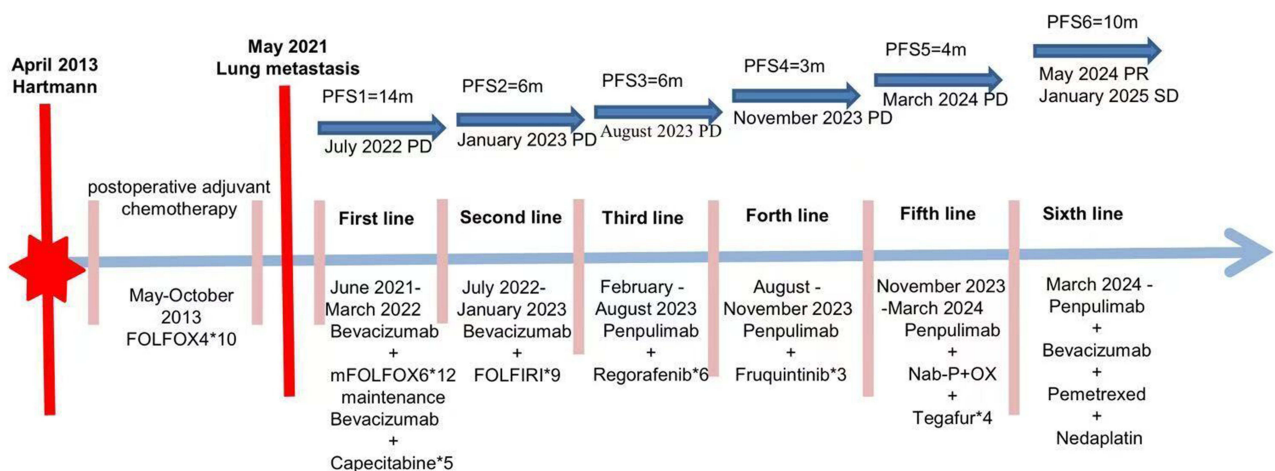 April 2013
Hartmann
May 2021
Lung metastasis
PFS1=14m
July 2022 PD
PFS2=6m
January 2023 PD
PFS3=6m
August 2023 PD
PFS4=3m
November 2023 PD
PFS5=4m
March 2024 PD
PFS6=10m
May 2024 PR
January 2025 SD
postoperative adjuvant
chemotherapy
May-October
2013
FOLFOX4*10
First line
June 2021-
March 2022
Bevacizumab
+
mFOLFOX6*12
maintenance
Bevacizumab
+
Capecitabine*5
Second line
July 2022-
January 2023
Bevacizumab
+
FOLFIRI*9
Third line
February -
August 2023
Penpulimab
+
Regorafenib*6
Forth line
August -
November 2023
Penpulimab
+
Fruquintinib*3
Fifth line
November 2023
-March 2024
Penpulimab
+
Nab-P+OX
+
Tegafur*4
Sixth line
March 2024 -
Penpulimab
+
Bevacizumab
+
Pemetrexed
+
Nedaplatin